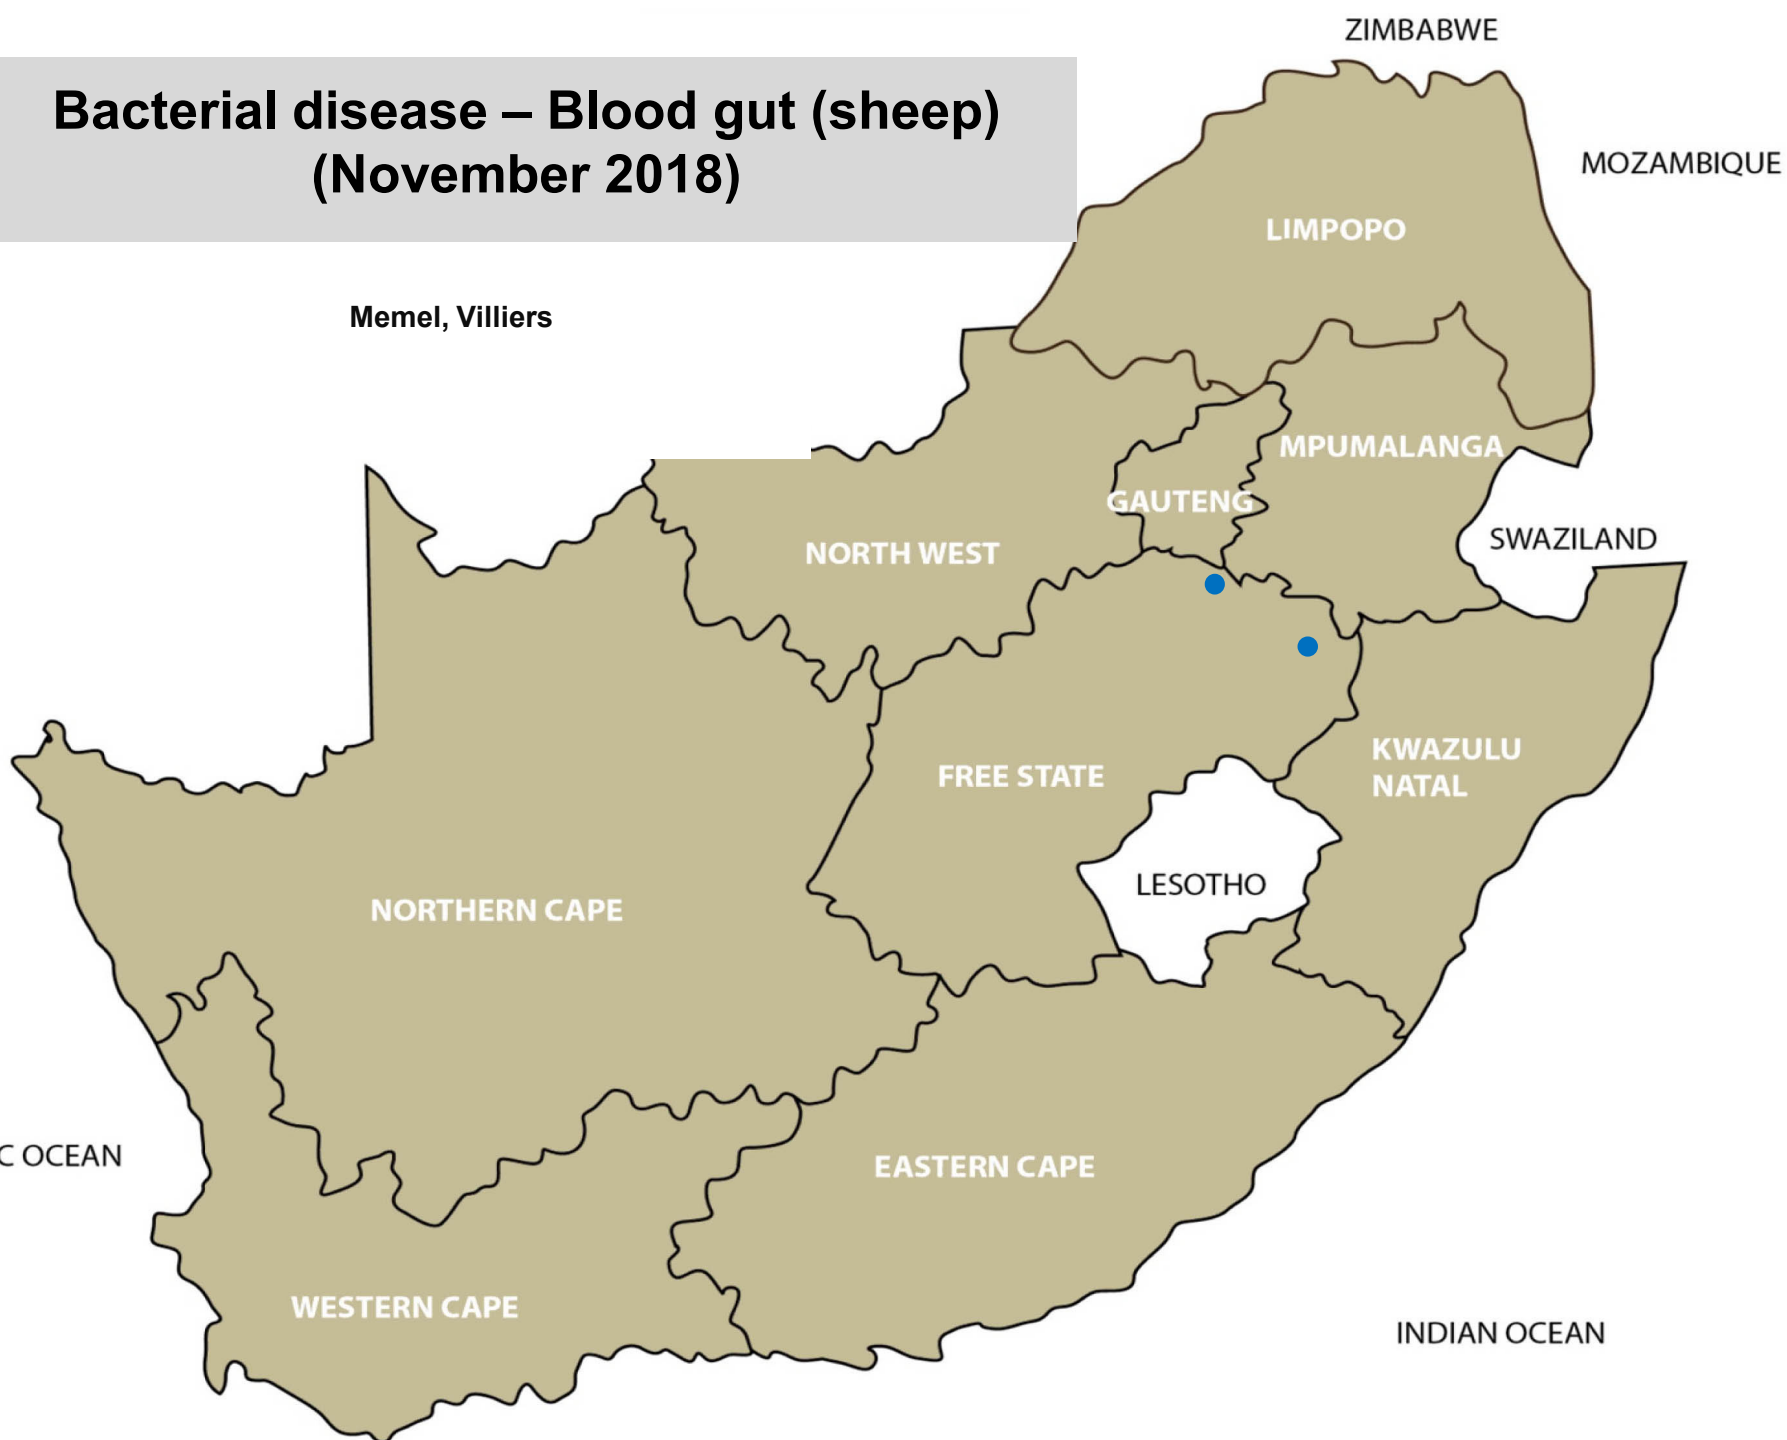 ZIMBABWE
Bacterial disease – Blood gut (sheep)
(November 2018)
MOZAMBIQUE
LIMPOPO
Memel, Villiers
MPUMALANGA
GAUTENG
SWAZILAND
NORTH WEST
KWAZULU
NATAL
FREE STATE
LESOTHO
NORTHERN CAPE
C OCEAN
EASTERN CAPE
WESTERN CAPE
INDIAN OCEAN